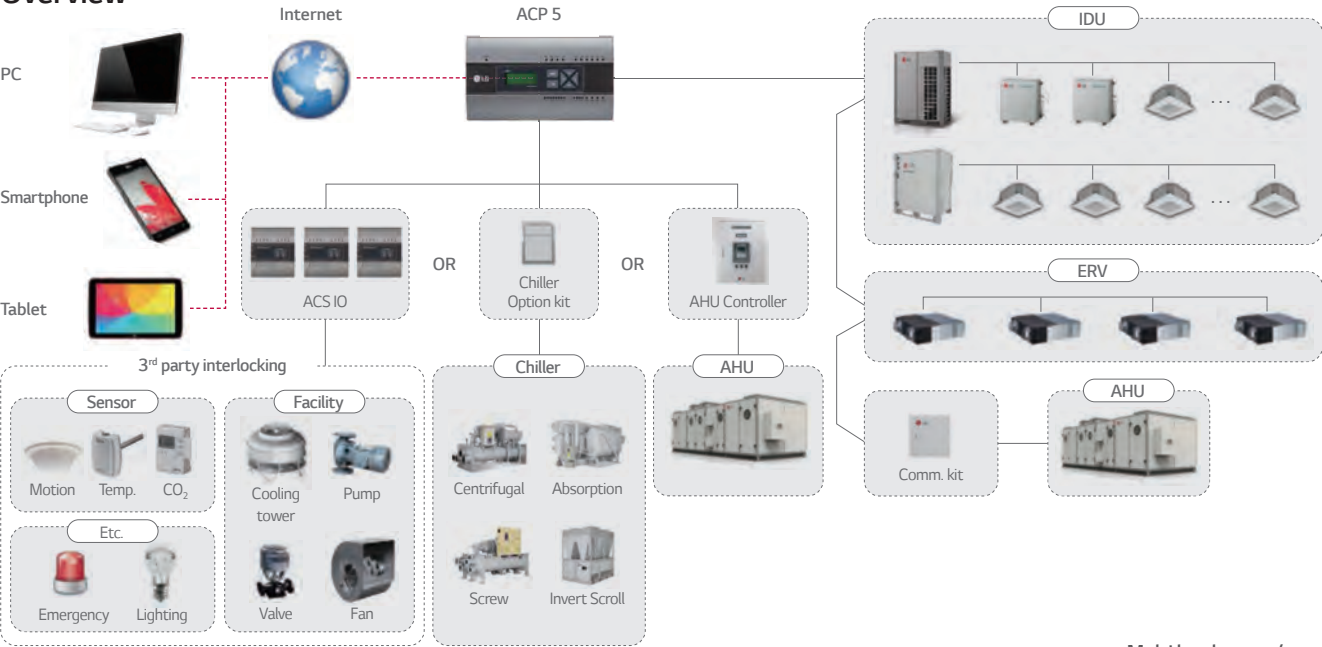 Overview
Internet
ACP 5
IDU
PC
LG
Smartphone
OR
OR
Chiller
Option kit
ACS IO
AHU Controller
ERV
Tablet
3rd party interlocking
Chiller
AHU
AHU
Sensor
Facility
Motion
Temp.
CO₂
Cooling
tower
Pump
Centrifugal
Absorption
Comm. kit
Etc.
Emergency
Lighting
Valve
Fan
Screw
Invert Scroll